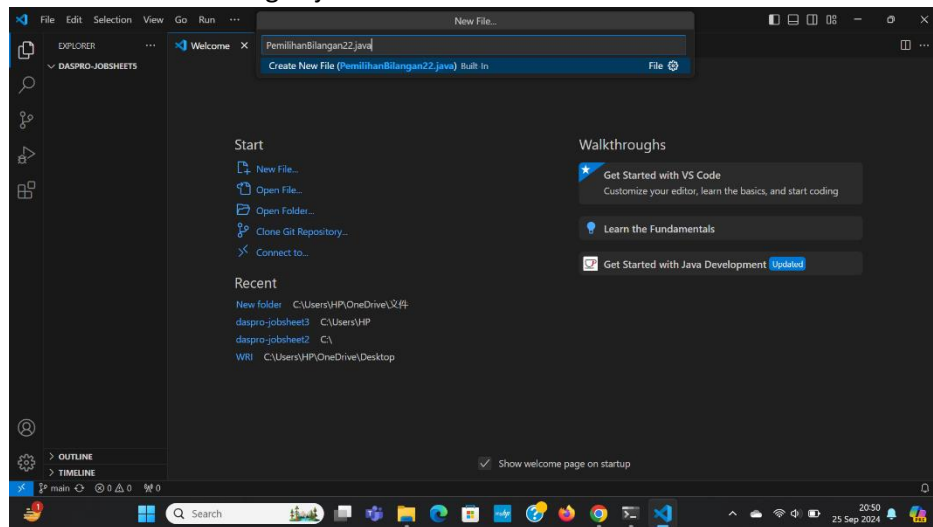 File Edit Selection View Go Run ···
New File...
EXPLORER ···
Welcome
PemilihanBilangan22.java
Create New File (PemilihanBilangan22.java) Built-In
File
DASPRO-JOBSHEET5
Start
New File...
Open File...
Open Folder...
Clone Git Repository...
Connect to...
Recent
New folder C:\Users\HP\OneDrive\文件
daspro-jobsheet3 C:\Users\HP
daspro-jobsheet2 C:\
WRI C:\Users\HP\OneDrive\Desktop
Walkthroughs
Get Started with VS Code
Customize your editor, learn the basics, and start coding
Learn the Fundamentals
Get Started with Java Development Updated
Show welcome page on startup
OUTLINE
TIMELINE
main 0 0 0
Search
20:50
25 Sep 2024